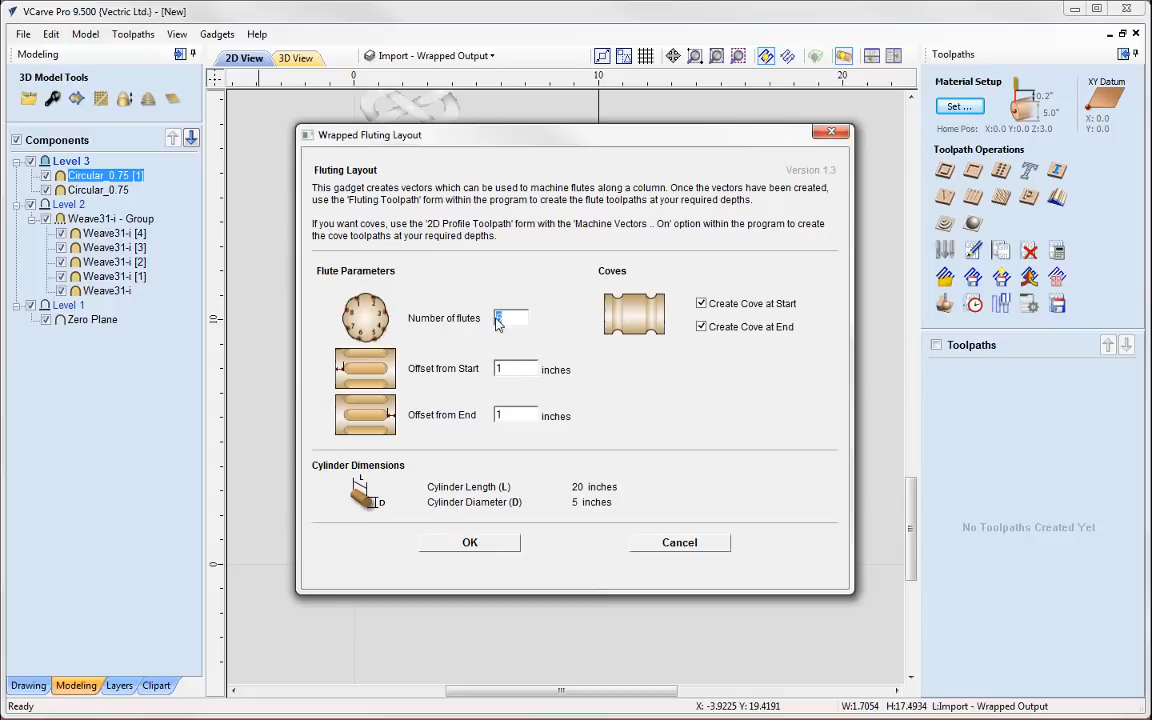 VCarve Pro 9.500 {Vectric Ltd.} - [New]
File Edit Model Toolpaths View Gadgets Help
Modeling
2D View 3D View Import - Wrapped Output
Toolpaths
0 10 20
3D Model Tools
Components
Level 3
Circular_0.75 [1]
Circular_0.75
Level 2
Weave31-i - Group
Weave31-i [4]
Weave31-i [3]
Weave31-i [2]
Weave31-i [1]
Weave31-i
Level 1
Zero Plane
10
0
Wrapped Fluting Layout
Fluting Layout Version 1.3
This gadget creates vectors which can be used to machine flutes along a column. Once the vectors have been created,
use the 'Fluting Toolpath' form within the program to create the flute toolpaths at your required depths.
If you want coves, use the '2D Profile Toolpath' form with the 'Machine Vectors .. On' option within the program to create
the cove toolpaths at your required depths.
Flute Parameters
Coves
Number of flutes
Create Cove at Start
Create Cove at End
Offset from Start 1 inches
Offset from End 1 inches
Cylinder Dimensions
L
D
Cylinder Length (L) 20 inches
Cylinder Diameter (D) 5 inches
OK Cancel
Material Setup
Set ...
0.2"
5.0"
XY Datum
X: 0.0
Y: 0.0
Home Pos: X:0.0 Y:0.0 Z:3.0
Toolpath Operations
Toolpaths
No Toolpaths Created Yet
Drawing Modeling Layers Clipart
Ready
X: -3.9225 Y: 19.4191
W:1.7054 H:17.4934 L:Import - Wrapped Output